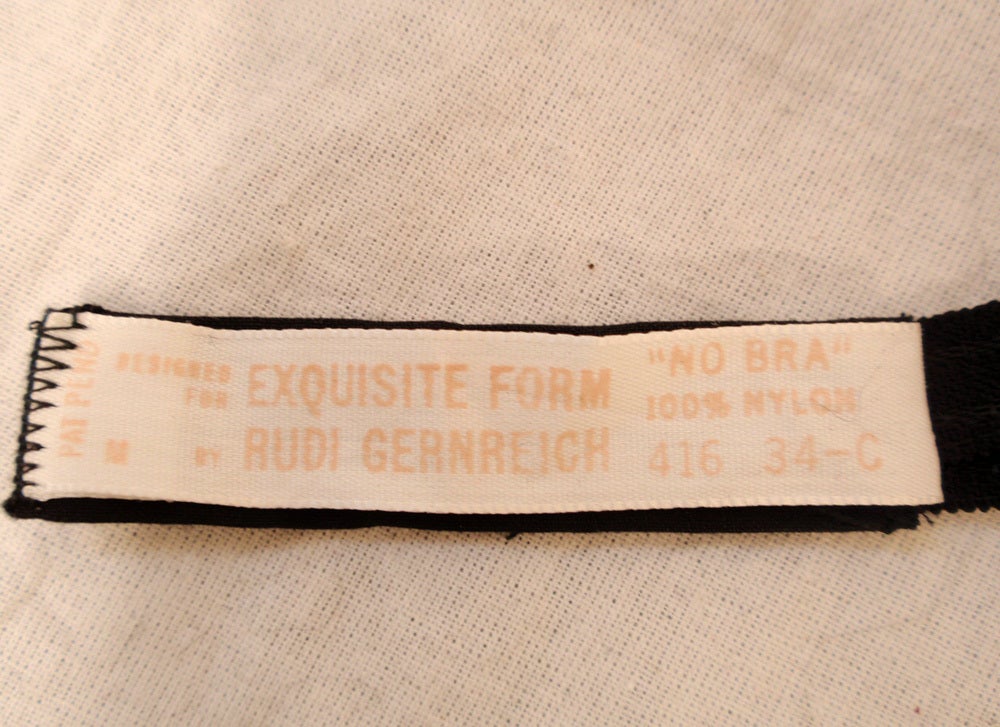 PAT PEND
DESIGNED FOR EXQUISITE FORM
BY RUDI GERNREICH
"NO BRA"
100% NYLON
416 34-C